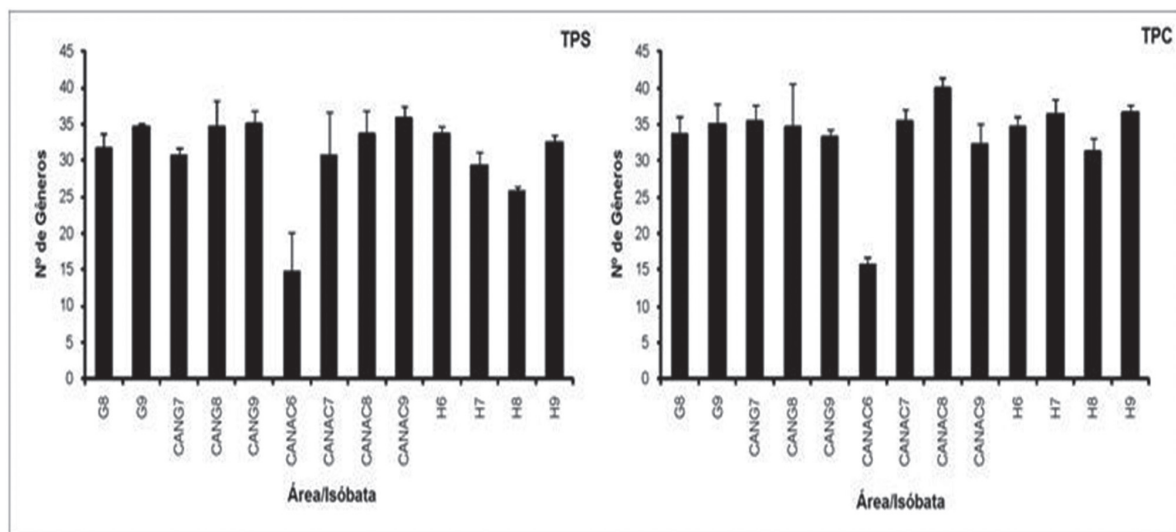 TPS
45
40
35
30
25
20
15
10
5
0
Nº de Gêneros
G8
G9
CANG7
CANG8
CANG9
CANAC6
CANAC7
CANAC8
CANAC9
H6
H7
H8
H9
Área/Isóbata
TPC
45
40
35
30
25
20
15
10
5
0
Nº de Gêneros
G8
G9
CANG7
CANG8
CANG9
CANAC6
CANAC7
CANAC8
CANAC9
H6
H7
H8
H9
Área/Isóbata